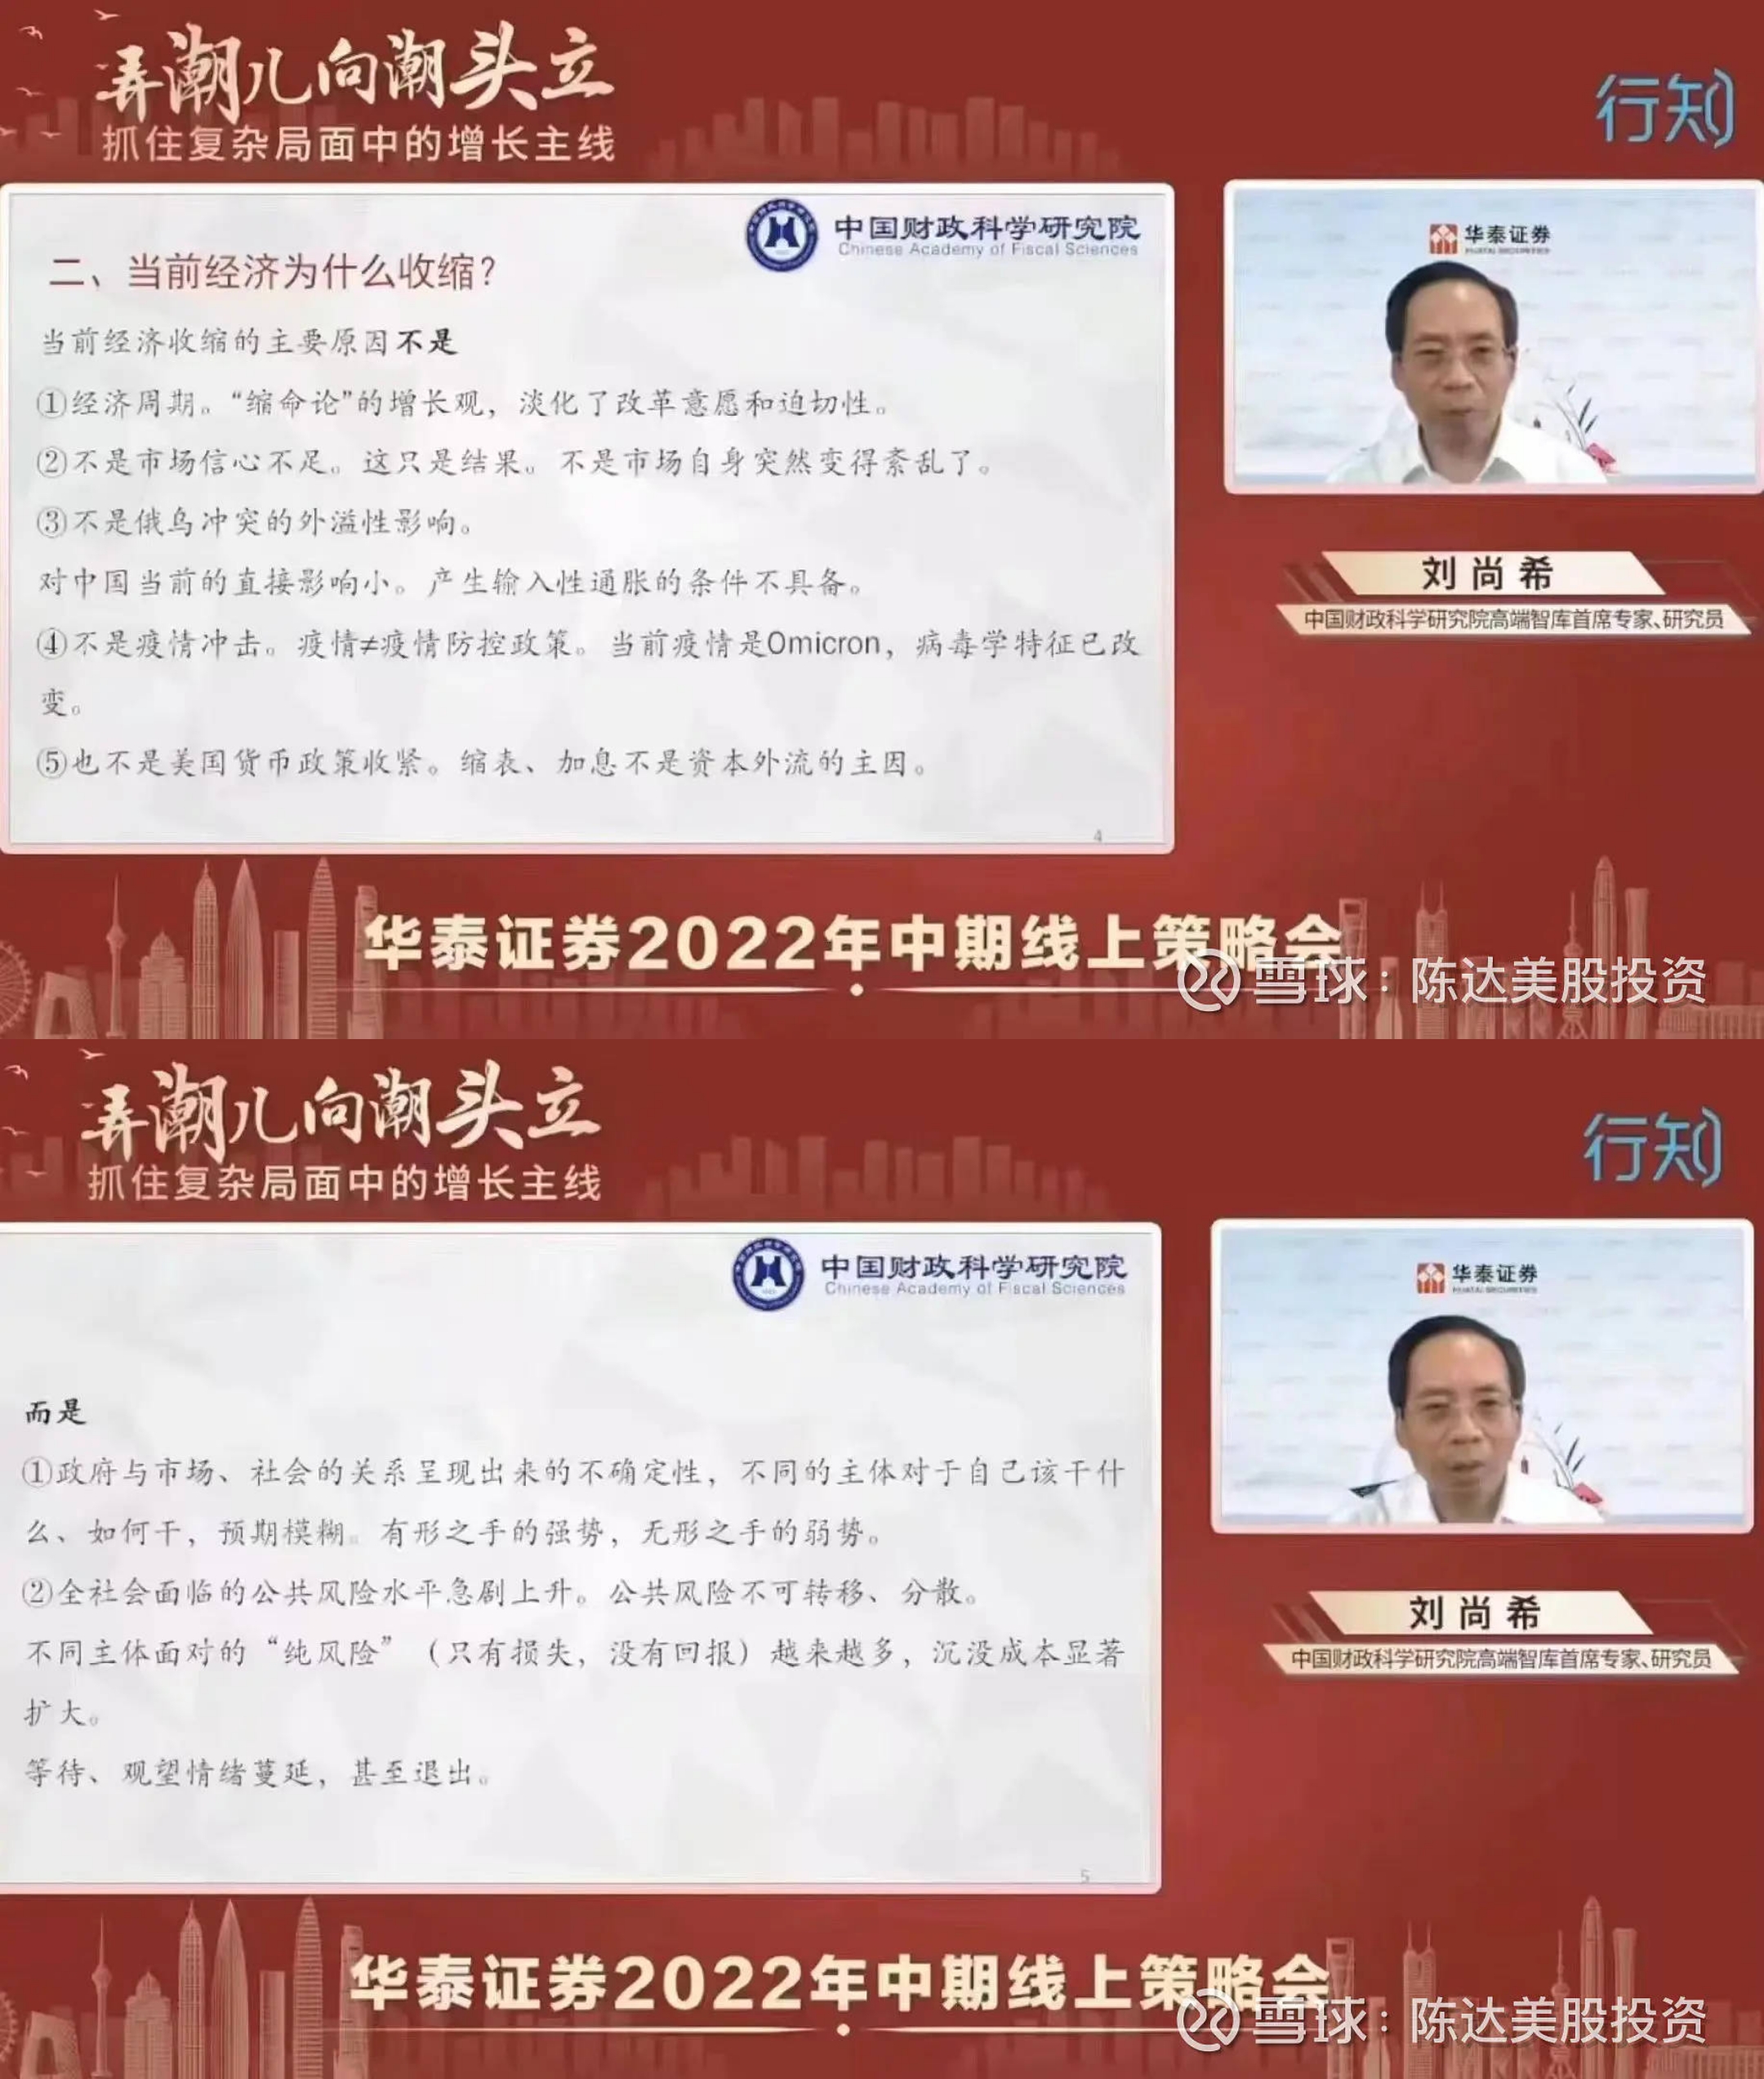 弄潮儿向潮头立
抓住复杂局面中的增长主线
行知
中国财政科学研究院
Chinese Academy of Fiscal Sciences
二、当前经济为什么收缩？
当前经济收缩的主要原因不是
①经济周期。“缩命论”的增长观，淡化了改革意愿和迫切性。
②不是市场信心不足。这只是结果。不是市场自身突然变得紊乱了。
③不是俄乌冲突的外溢性影响。
对中国当前的直接影响小。产生输入性通胀的条件不具备。
④不是疫情冲击。疫情≠疫情防控政策。当前疫情是Omicron，病毒学特征已改
变。
⑤也不是美国货币政策收紧。缩表、加息不是资本外流的主因。
4
华泰证券
HUATAI SECURITIES
刘尚希
中国财政科学研究院高端智库首席专家、研究员
华泰证券2022年中期线上策略会
雪球：陈达美股投资
弄潮儿向潮头立
抓住复杂局面中的增长主线
行知
中国财政科学研究院
Chinese Academy of Fiscal Sciences
而是
①政府与市场、社会的关系呈现出来的不确定性，不同的主体对于自己该干什
么、如何干，预期模糊。有形之手的强势，无形之手的弱势。
②全社会面临的公共风险水平急剧上升。公共风险不可转移、分散。
不同主体面对的“纯风险”（只有损失，没有回报）越来越多，沉没成本显著
扩大。
等待、观望情绪蔓延，甚至退出。
5
华泰证券
HUATAI SECURITIES
刘尚希
中国财政科学研究院高端智库首席专家、研究员
华泰证券2022年中期线上策略会
雪球：陈达美股投资